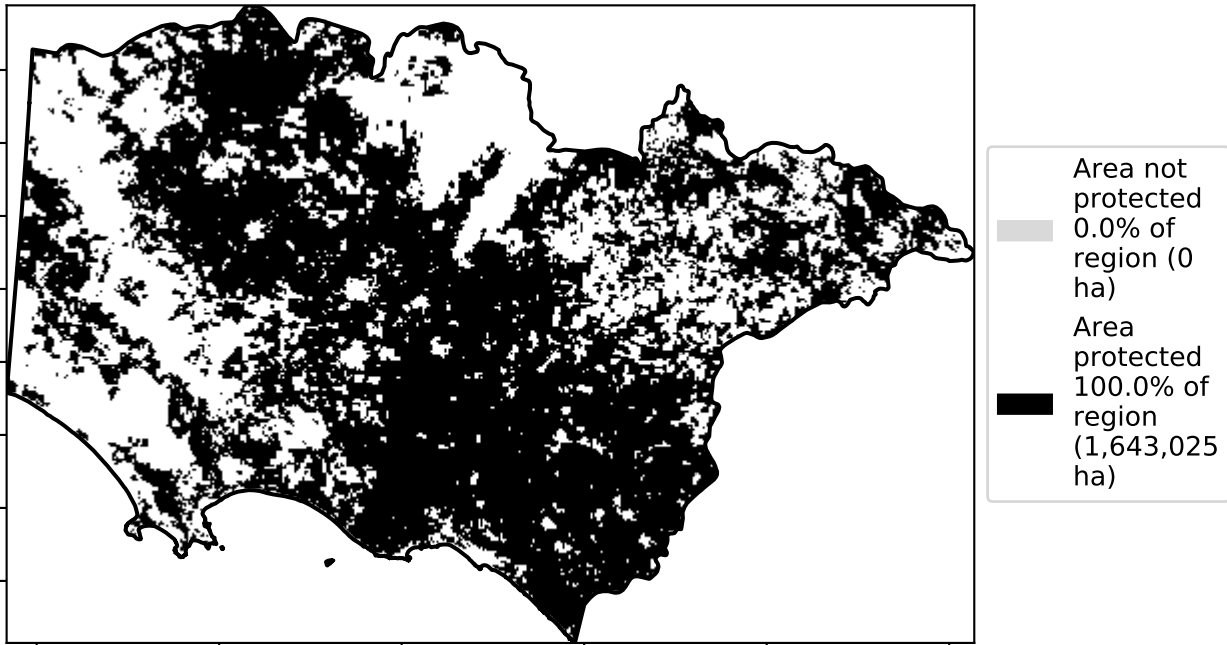 Area not
protected
0.0% of
region (0
ha)
Area
protected
100.0% of
region
(1,643,025
ha)